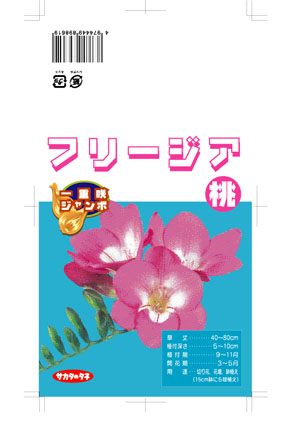 4 974449 898619
フリージア
桃
一重咲
ジャンボ
草丈 40〜80cm
植付深さ 5〜10cm
植付期 9〜11月
開花期 3〜5月
用途 切り花、花壇、鉢植え
(15cm鉢に5球植え)
サカタのタネ